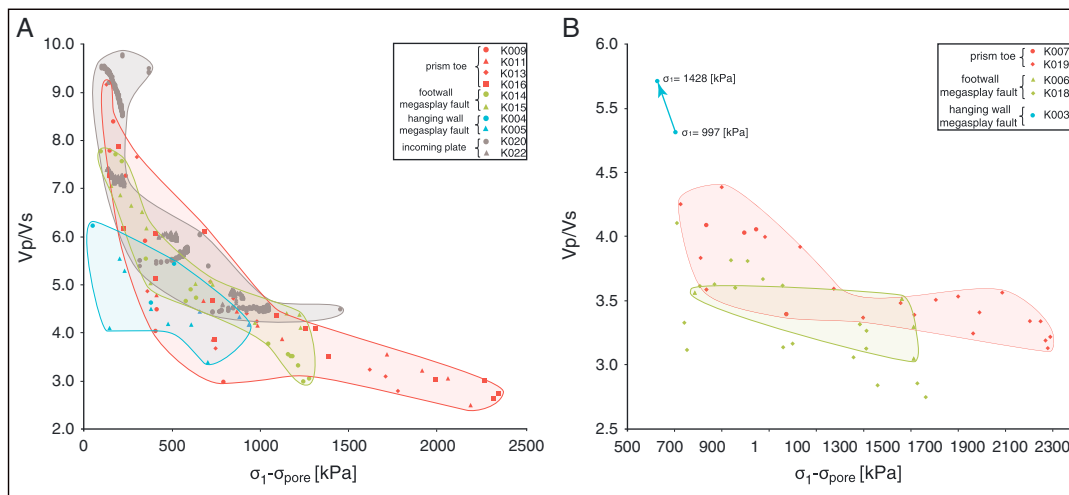 A
Vp/Vs
10.0
9.0
8.0
7.0
6.0
5.0
4.0
3.0
2.0
0
500
1000
1500
2000
2500
σ1-σpore [kPa]
prism toe
K009
K011
K013
K016
footwall
megasplay fault
K014
K015
hanging wall
megasplay fault
K004
K005
incoming plate
K020
K022
B
Vp/Vs
6.0
5.5
5.0
4.5
4.0
3.5
3.0
2.5
500
700
900
1
100
1300
1400
1600
1700
1900
2100
2300
σ1-σpore [kPa]
σ1= 1428 [kPa]
σ1= 997 [kPa]
prism toe
K007
K019
footwall
megasplay fault
K006
K018
hanging wall
megasplay fault
K003